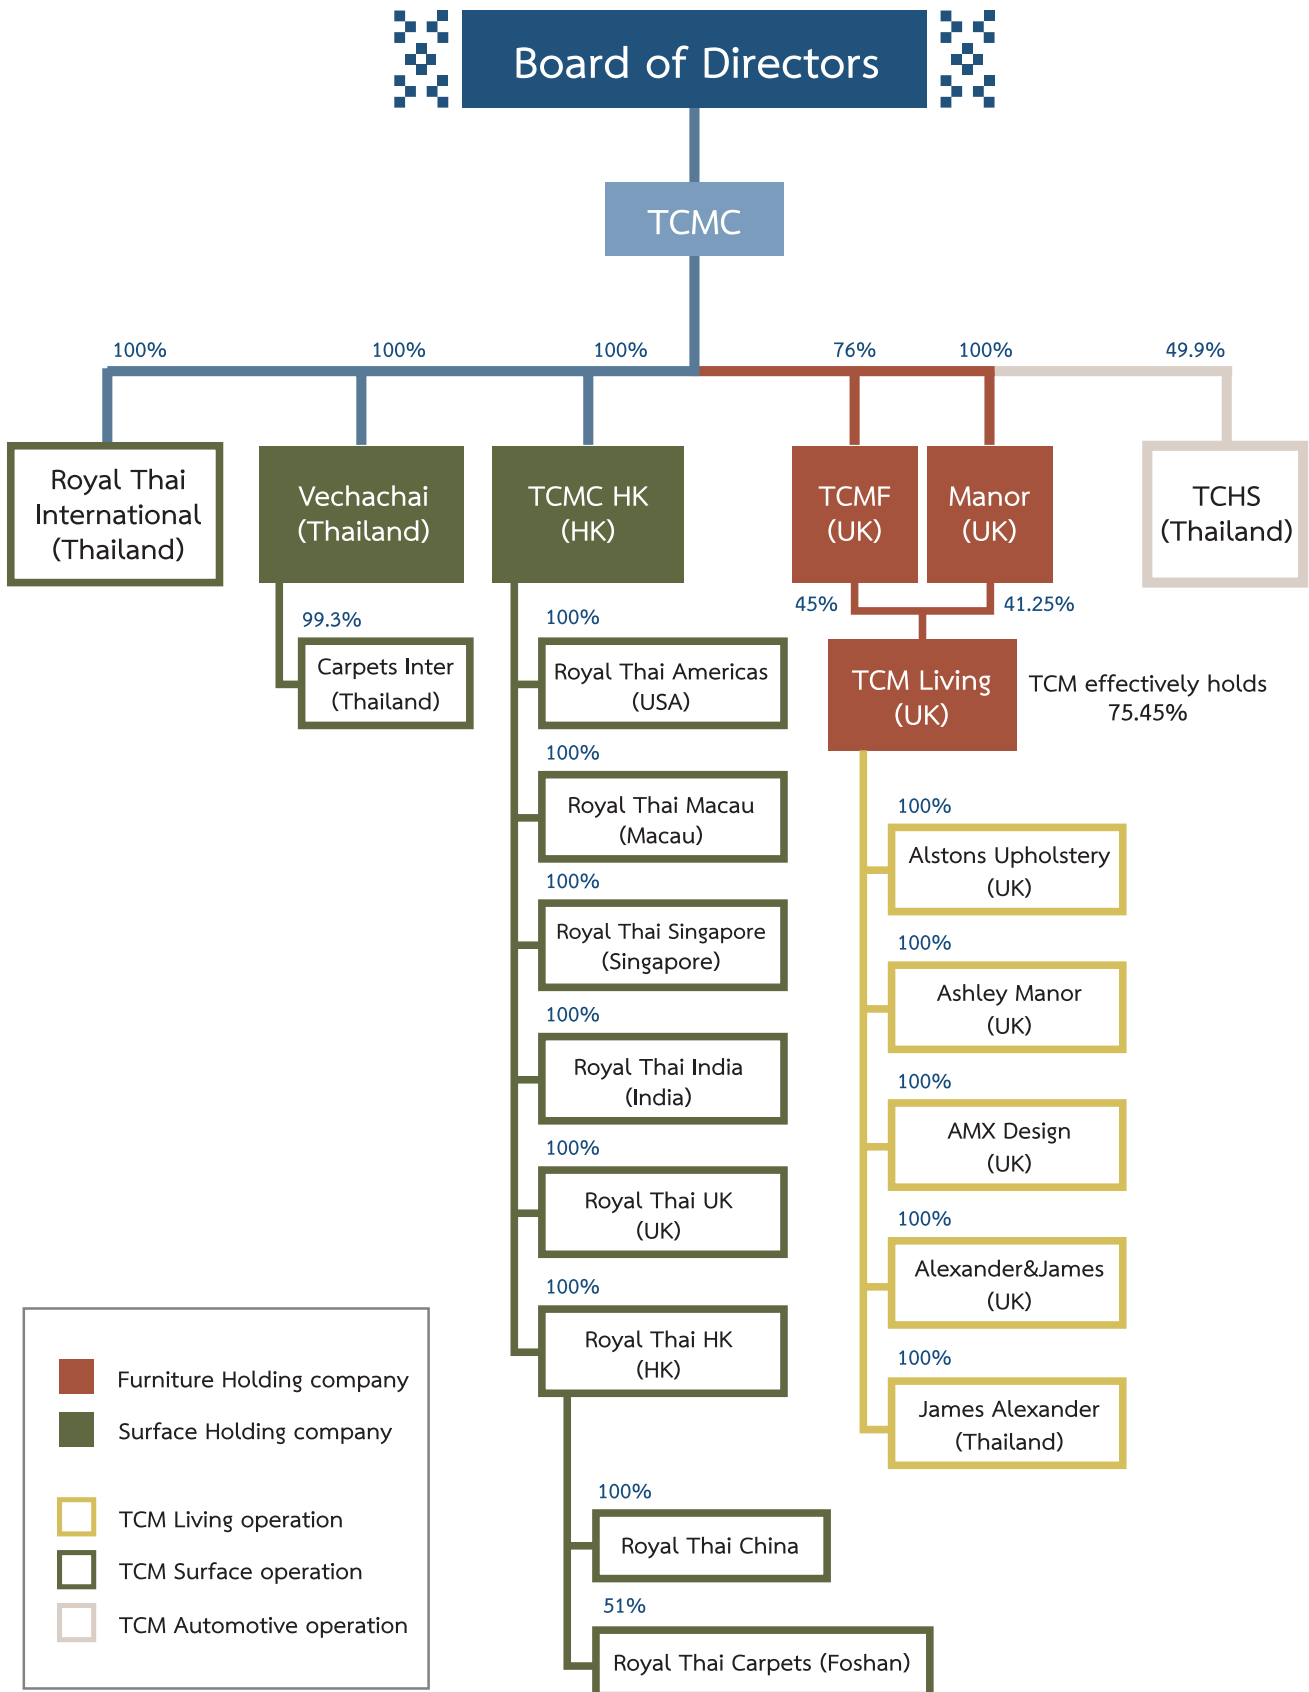 Board of Directors
TCMC
100%
100%
100%
76%
100%
49.9%
Royal Thai
International
(Thailand)
Vechachai
(Thailand)
TCMC HK
(HK)
TCMF
(UK)
Manor
(UK)
TCHS
(Thailand)
99.3%
Carpets Inter
(Thailand)
100%
Royal Thai Americas
(USA)
100%
Royal Thai Macau
(Macau)
100%
Royal Thai Singapore
(Singapore)
100%
Royal Thai India
(India)
100%
Royal Thai UK
(UK)
100%
Royal Thai HK
(HK)
100%
Royal Thai China
51%
Royal Thai Carpets (Foshan)
45%
41.25%
TCM Living
(UK)
TCM effectively holds
75.45%
100%
Alstons Upholstery
(UK)
100%
Ashley Manor
(UK)
100%
AMX Design
(UK)
100%
Alexander&James
(UK)
100%
James Alexander
(Thailand)
Furniture Holding company
Surface Holding company
TCM Living operation
TCM Surface operation
TCM Automotive operation